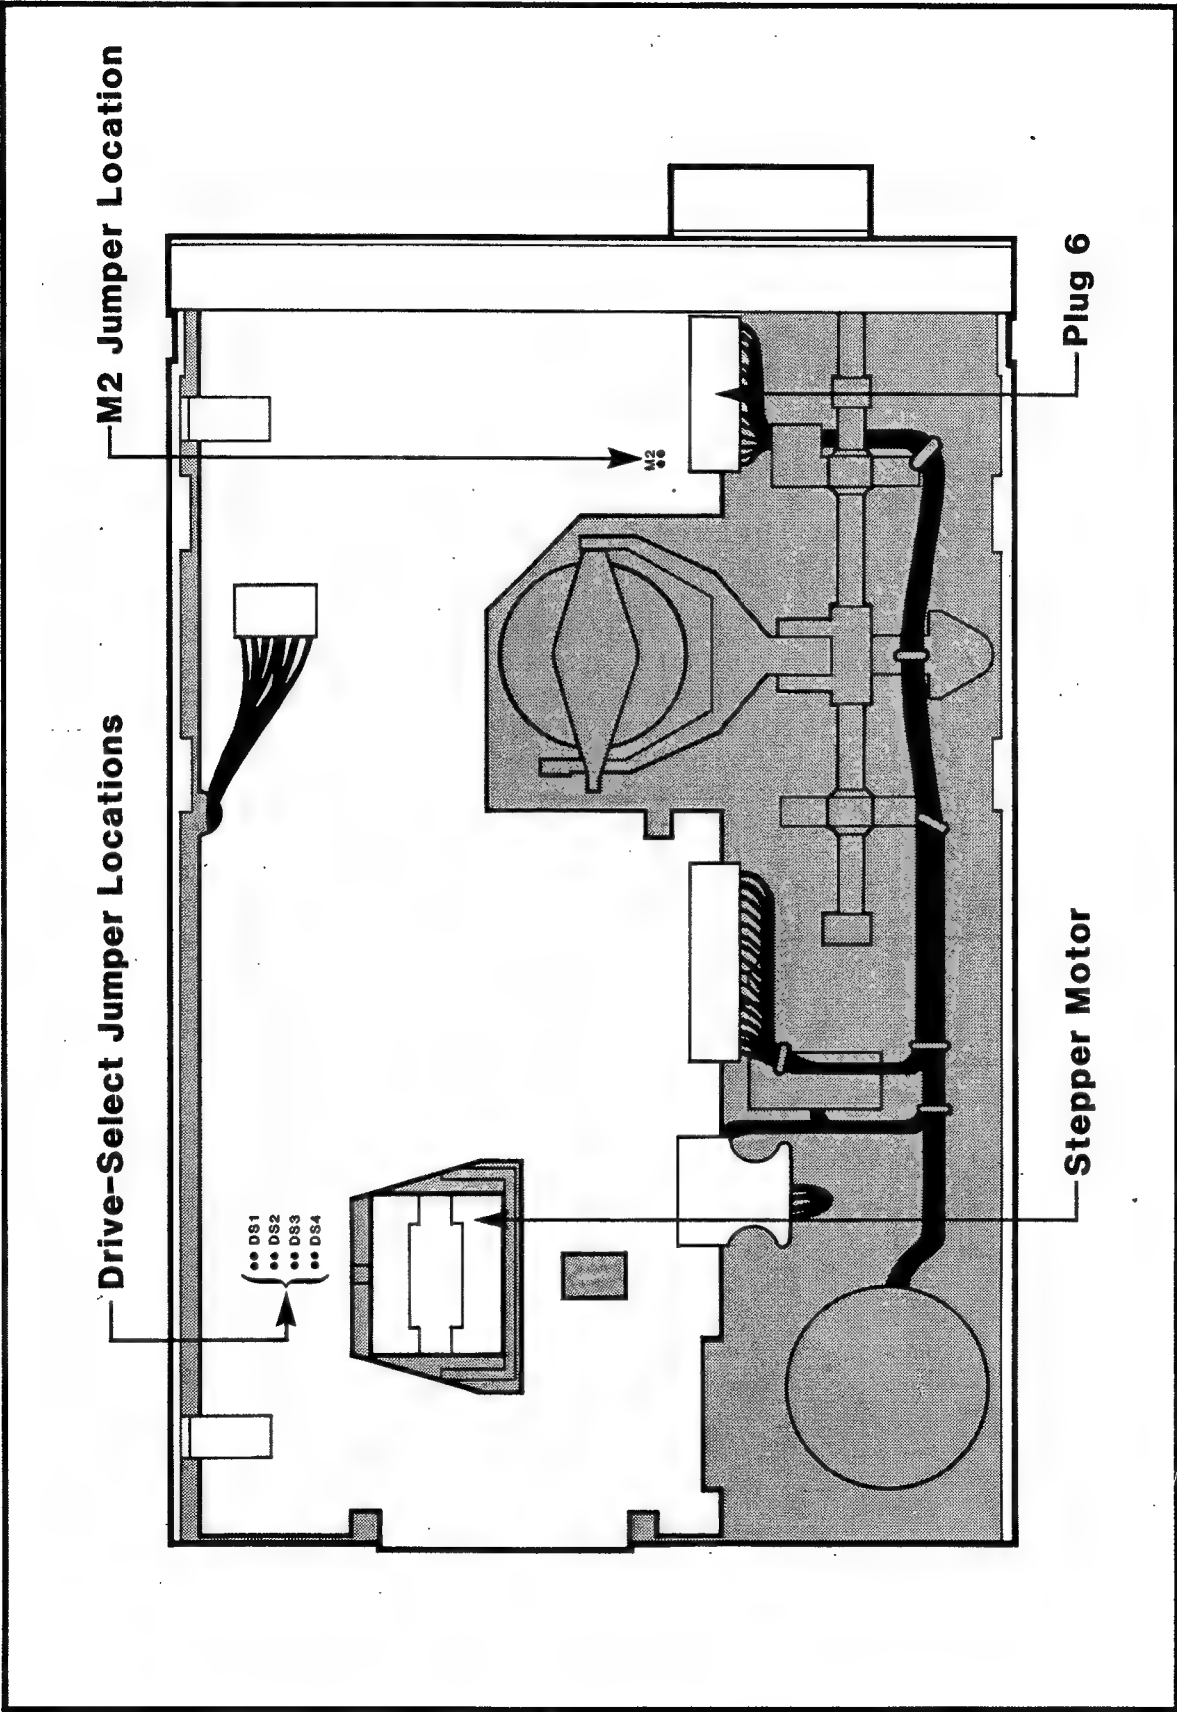 Drive-Select Jumper Locations
M2 Jumper Location
DS1
DS2
DS3
DS4
M2
Stepper Motor
Plug 6